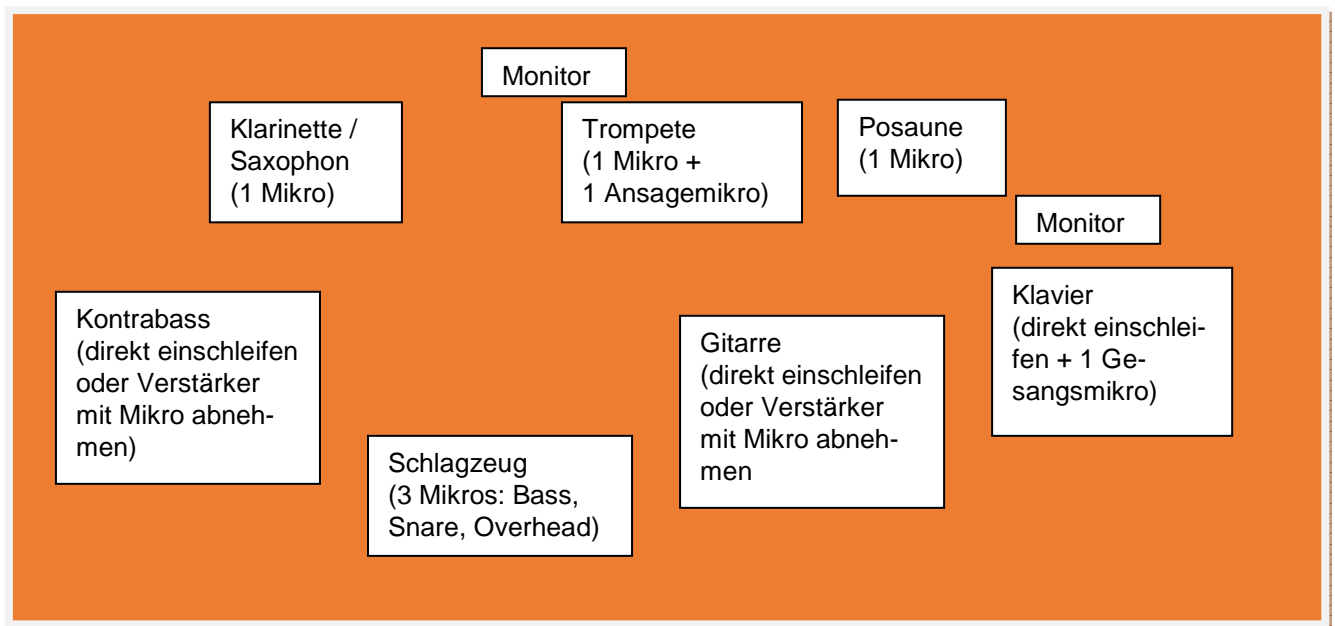 Monitor
Klarinette /
Saxophon
(1 Mikro)
Trompete
(1 Mikro +
1 Ansagemikro)
Posaune
(1 Mikro)
Monitor
Kontrabass
(direkt einschleifen
oder Verstärker
mit Mikro abneh-
men)
Schlagzeug
(3 Mikros: Bass,
Snare, Overhead)
Gitarre
(direkt einschleifen
oder Verstärker
mit Mikro abneh-
men
Klavier
(direkt einschlei-
fen + 1 Ge-
sangsmikro)